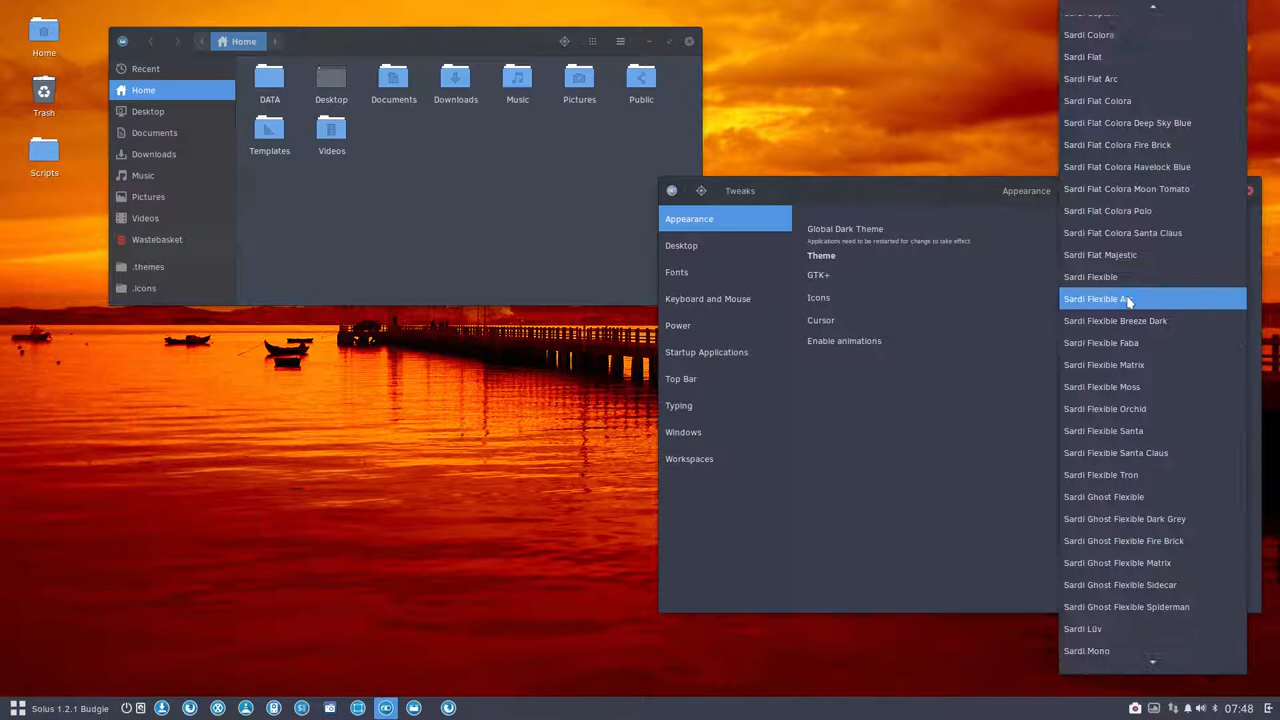 Home
Trash
Scripts
Home
Recent
Home
Desktop
Documents
Downloads
Music
Pictures
Videos
Wastebasket
.themes
.icons
DATA
Desktop
Documents
Downloads
Music
Pictures
Public
Templates
Videos
Tweaks
Appearance
Appearance
Desktop
Fonts
Keyboard and Mouse
Power
Startup Applications
Top Bar
Typing
Windows
Workspaces
Global Dark Theme
Applications need to be restarted for change to take effect
Theme
GTK+
Icons
Cursor
Enable animations
Sardi Colora
Sardi Flat
Sardi Flat Arc
Sardi Flat Colora
Sardi Flat Colora Deep Sky Blue
Sardi Flat Colora Fire Brick
Sardi Flat Colora Havelock Blue
Sardi Flat Colora Moon Tomato
Sardi Flat Colora Polo
Sardi Flat Colora Santa Claus
Sardi Flat Majestic
Sardi Flexible
Sardi Flexible
Sardi Flexible Breeze Dark
Sardi Flexible Faba
Sardi Flexible Matrix
Sardi Flexible Moss
Sardi Flexible Orchid
Sardi Flexible Santa
Sardi Flexible Santa Claus
Sardi Flexible Tron
Sardi Ghost Flexible
Sardi Ghost Flexible Dark Grey
Sardi Ghost Flexible Fire Brick
Sardi Ghost Flexible Matrix
Sardi Ghost Flexible Sidecar
Sardi Ghost Flexible Spiderman
Sardi Lüv
Sardi Mono
Solus 1.2.1 Budgie
07:48